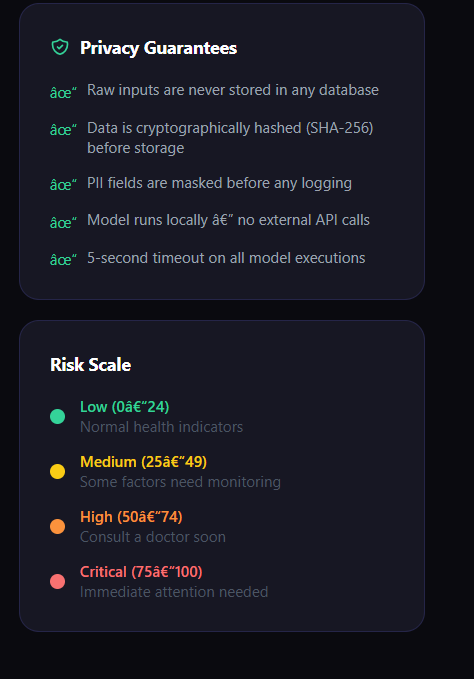 Privacy Guarantees
âœ“ Raw inputs are never stored in any database
âœ“ Data is cryptographically hashed (SHA-256)
before storage
âœ“ PII fields are masked before any logging
âœ“ Model runs locally â€” no external API calls
âœ“ 5-second timeout on all model executions
Risk Scale
Low (0â€“24)
Normal health indicators
Medium (25â€“49)
Some factors need monitoring
High (50â€“74)
Consult a doctor soon
Critical (75â€“100)
Immediate attention needed